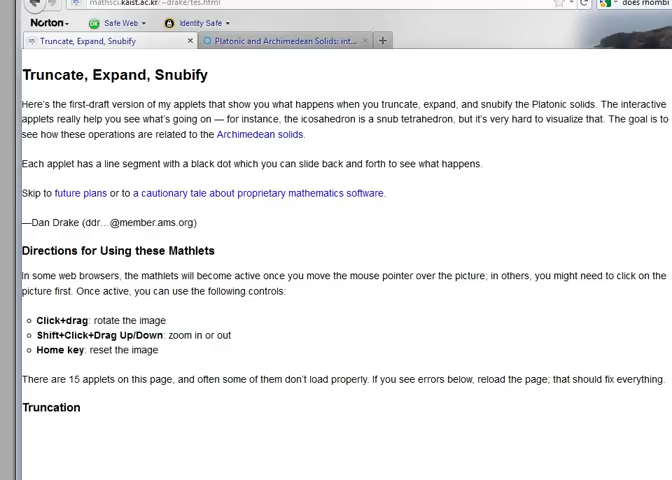 mathsci.kaist.ac.kr/~drake/tes.html
does rhombi
Norton
Safe Web
Identity Safe
Truncate, Expand, Snubify
Platonic and Archimedean Solids: int...
Truncate, Expand, Snubify
Here's the first-draft version of my applets that show you what happens when you truncate, expand, and snubify the Platonic solids. The interactive
applets really help you see what's going on — for instance, the icosahedron is a snub tetrahedron, but it's very hard to visualize that. The goal is to
see how these operations are related to the Archimedean solids.
Each applet has a line segment with a black dot which you can slide back and forth to see what happens.
Skip to future plans or to a cautionary tale about proprietary mathematics software.
—Dan Drake (ddr...@member.ams.org)
Directions for Using these Mathlets
In some web browsers, the mathlets will become active once you move the mouse pointer over the picture; in others, you might need to click on the
picture first. Once active, you can use the following controls:
Click+drag: rotate the image
Shift+Click+Drag Up/Down: zoom in or out
Home key: reset the image
There are 15 applets on this page, and often some of them don't load properly. If you see errors below, reload the page; that should fix everything.
Truncation